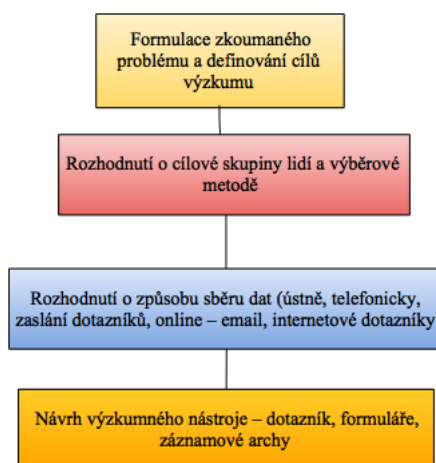 Formulace zkoumaného
problému a definování cílů
výzkumu
Rozhodnutí o cílové skupiny lidí a výběrové
metodě
Rozhodnutí o způsobu sběru dat (ústně, telefonicky,
zaslání dotazníků, online – email, internetové dotazníky
Návrh výzkumného nástroje – dotazník, formuláře,
záznamové archy